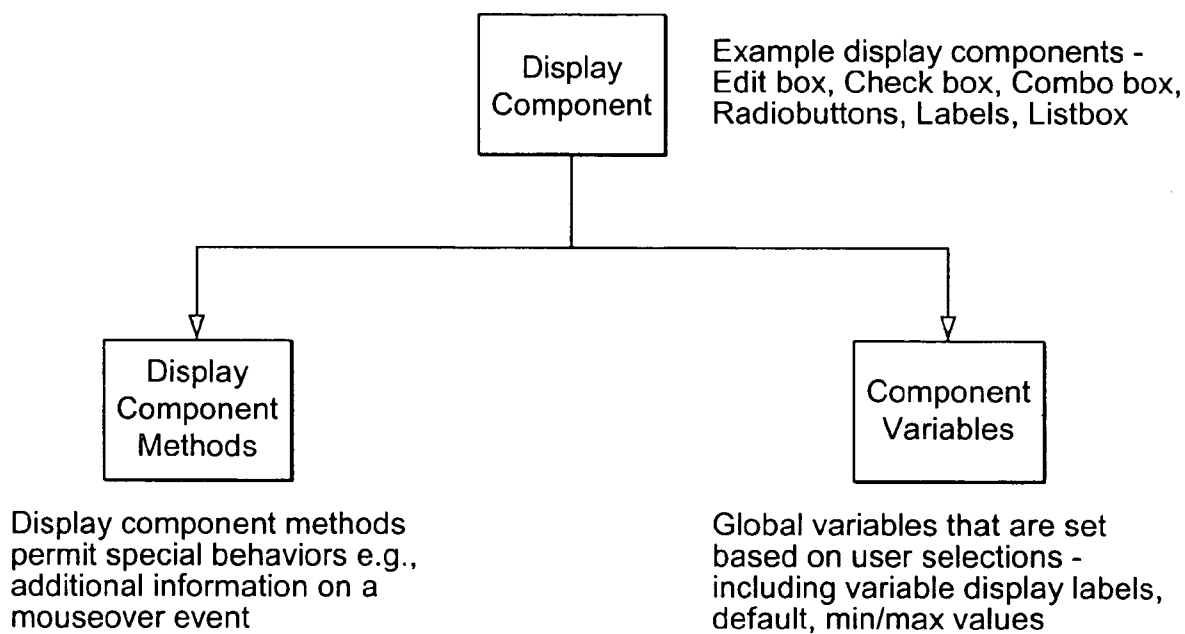 Display
Component
Example display components -
Edit box, Check box, Combo box,
Radiobuttons, Labels, Listbox
Display
Component
Methods
Component
Variables
Display component methods
permit special behaviors e.g.,
additional information on a
mouseover event
Global variables that are set
based on user selections -
including variable display labels,
default, min/max values